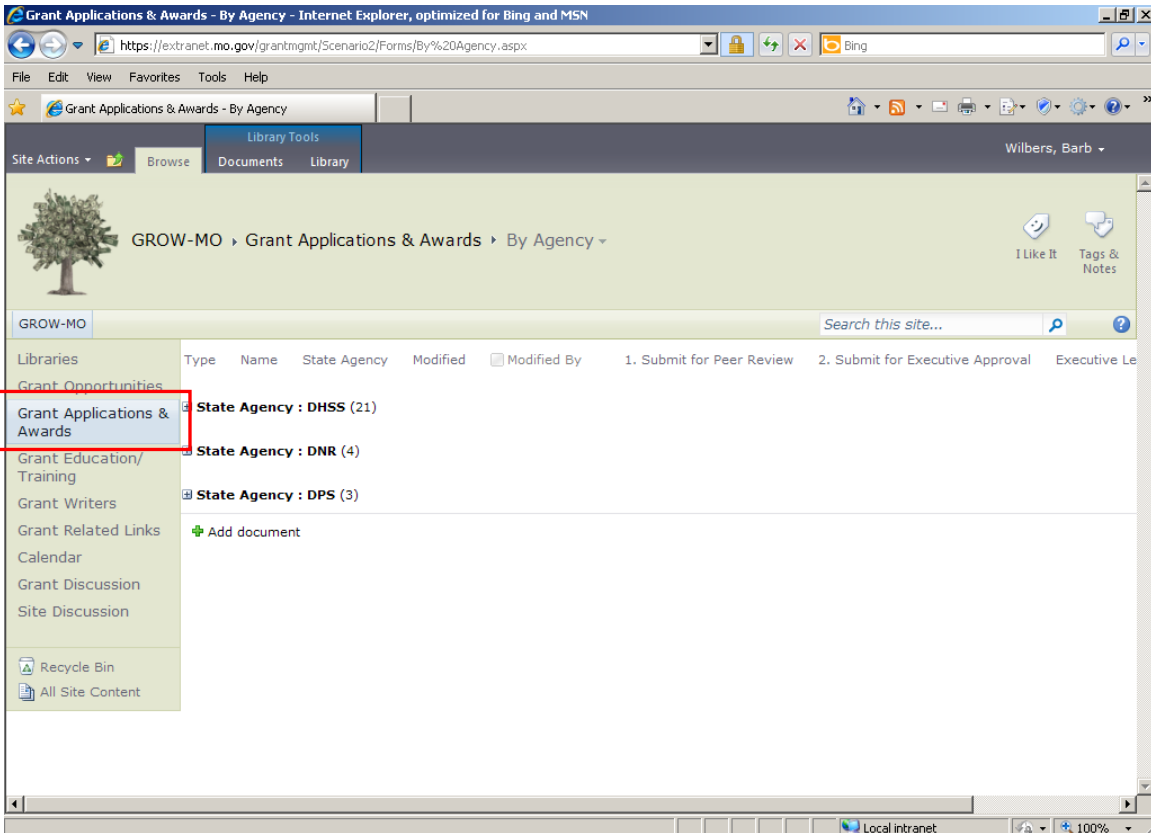 Grant Applications & Awards - By Agency - Internet Explorer, optimized for Bing and MSN
https://extranet.mo.gov/grantmgmt/Scenario2/Forms/By%20Agency.aspx
Bing
File Edit View Favorites Tools Help
Grant Applications & Awards - By Agency
Library Tools
Site Actions Browse Documents Library
Wilbers, Barb
GROW-MO Grant Applications & Awards By Agency
I Like It
Tags &
Notes
GROW-MO
Search this site...
Libraries
Grant Opportunities
Grant Applications &
Awards
Grant Education/
Training
Grant Writers
Grant Related Links
Calendar
Grant Discussion
Site Discussion
Recycle Bin
All Site Content
Type Name State Agency Modified Modified By 1. Submit for Peer Review 2. Submit for Executive Approval Executive Le
State Agency : DHSS (21)
State Agency : DNR (4)
State Agency : DPS (3)
Add document
Local intranet
100%